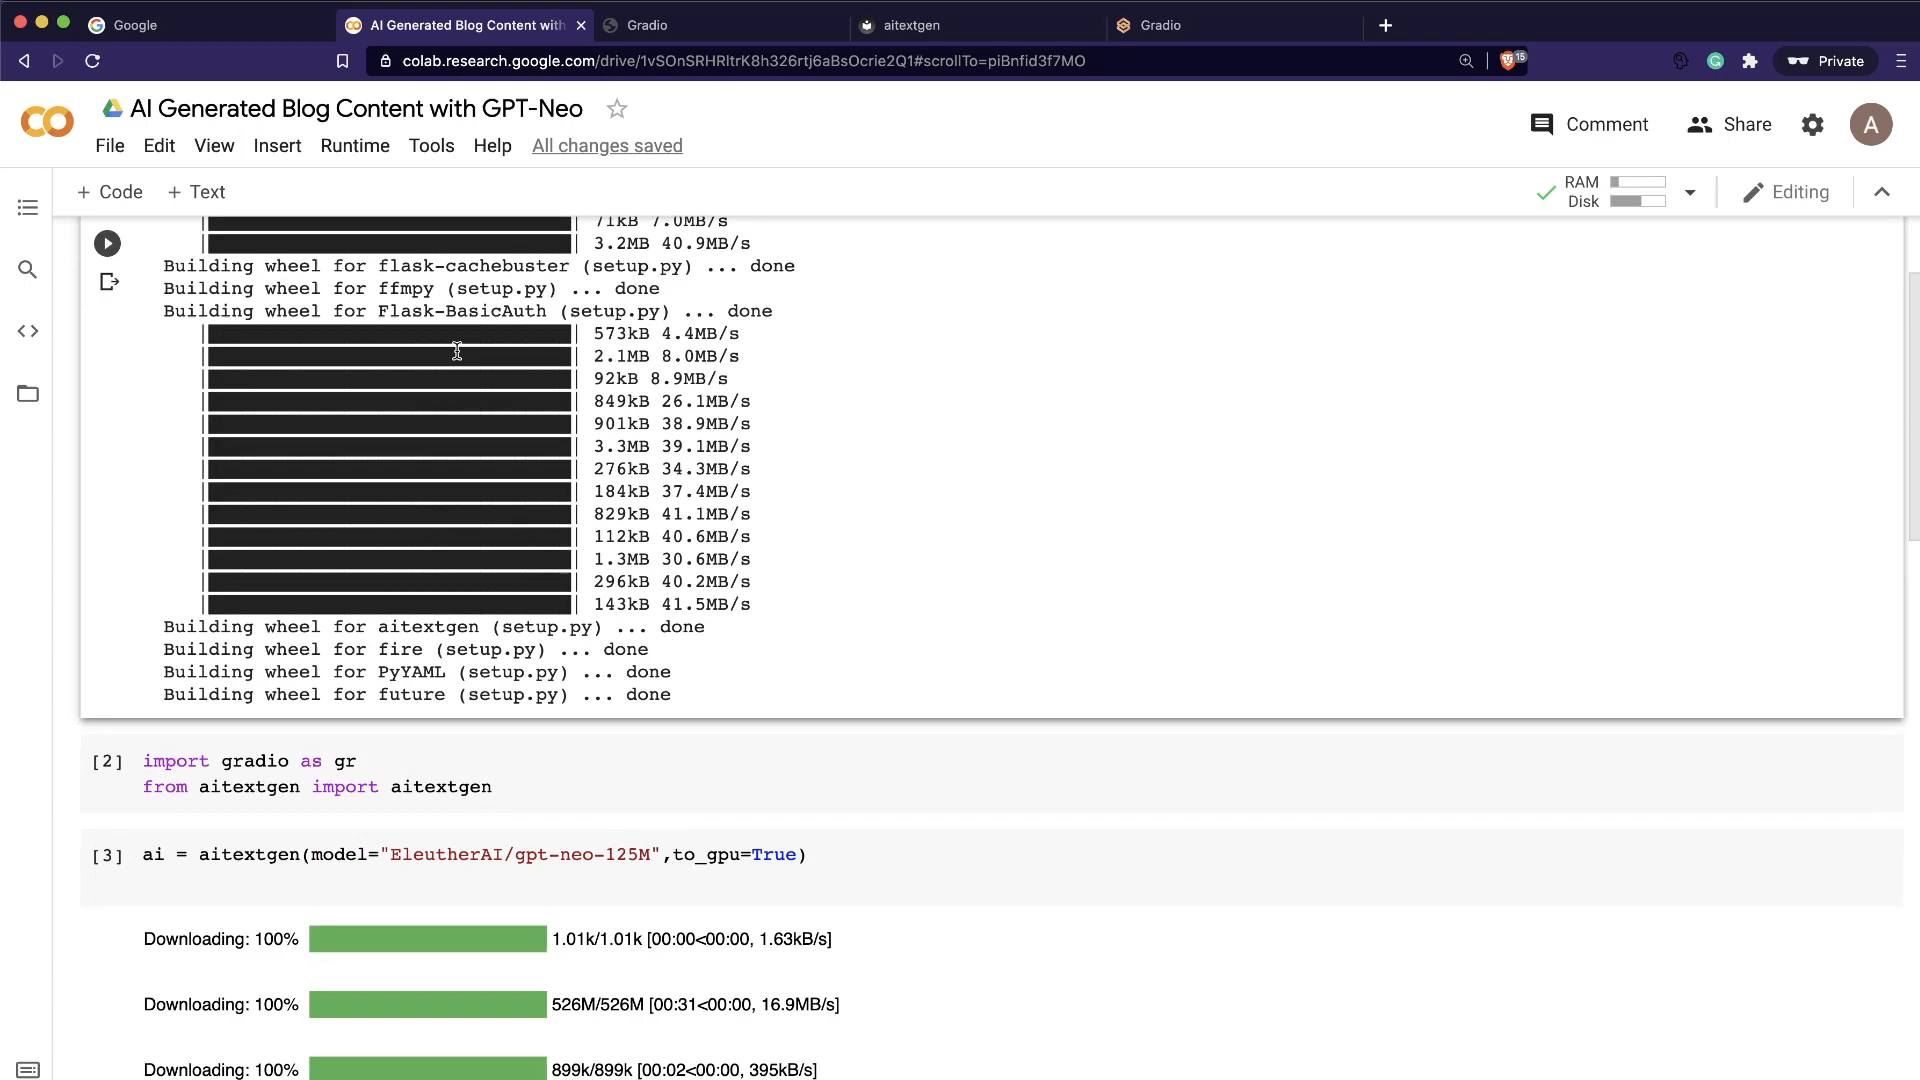 Google
AI Generated Blog Content with
Gradio
aitextgen
Gradio
colab.research.google.com/drive/1vSOnSRHRltrK8h326rtj6aBsOcrie2Q1#scrollTo=piBnfid3f7MO
15
Private
AI Generated Blog Content with GPT-Neo
Comment
Share
A
File Edit View Insert Runtime Tools Help All changes saved
+ Code + Text
RAM
Disk
Editing
71kB 7.0MB/s
3.2MB 40.9MB/s
Building wheel for flask-cachebuster (setup.py) ... done
Building wheel for ffmpy (setup.py) ... done
Building wheel for Flask-BasicAuth (setup.py) ... done
573kB 4.4MB/s
2.1MB 8.0MB/s
92kB 8.9MB/s
849kB 26.1MB/s
901kB 38.9MB/s
3.3MB 39.1MB/s
276kB 34.3MB/s
184kB 37.4MB/s
829kB 41.1MB/s
112kB 40.6MB/s
1.3MB 30.6MB/s
296kB 40.2MB/s
143kB 41.5MB/s
Building wheel for aitextgen (setup.py) ... done
Building wheel for fire (setup.py) ... done
Building wheel for PyYAML (setup.py) ... done
Building wheel for future (setup.py) ... done
[2] import gradio as gr
from aitextgen import aitextgen
[3] ai = aitextgen(model="EleutherAI/gpt-neo-125M",to_gpu=True)
Downloading: 100% 1.01k/1.01k [00:00<00:00, 1.63kB/s]
Downloading: 100% 526M/526M [00:31<00:00, 16.9MB/s]
Downloading: 100% 899k/899k [00:02<00:00, 395kB/s]